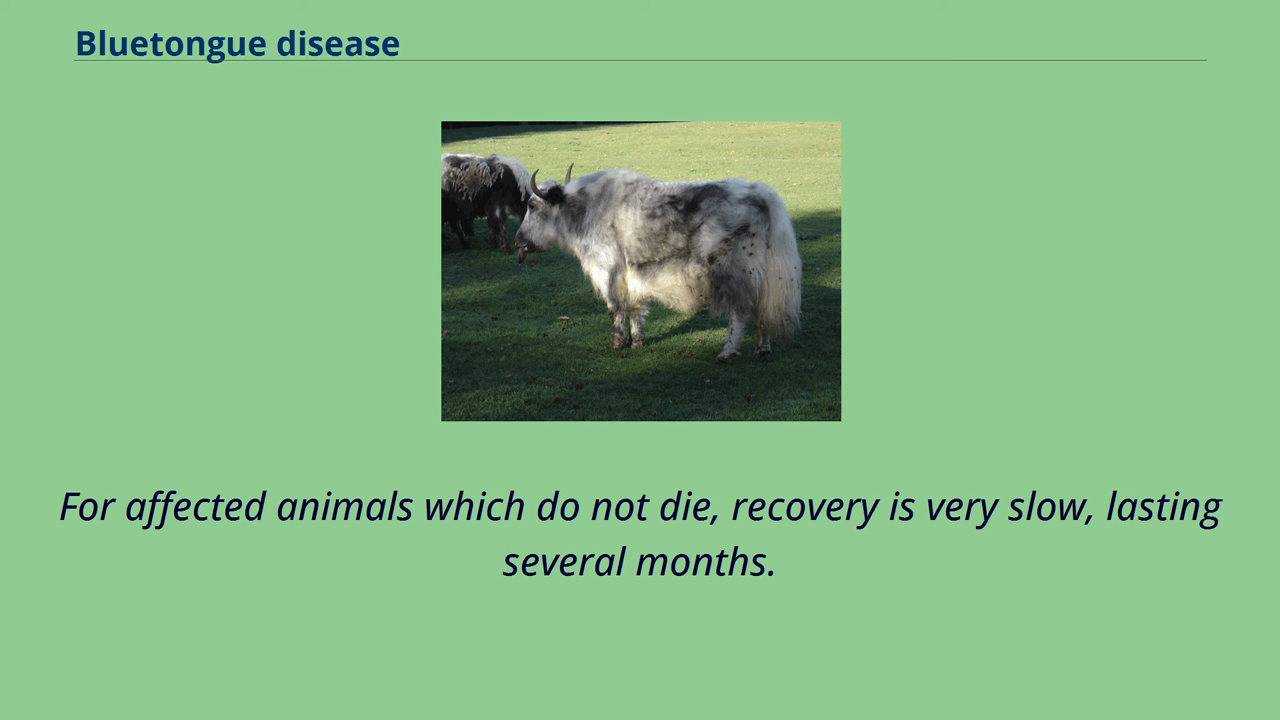 Bluetongue disease
For affected animals which do not die, recovery is very slow, lasting
several months.